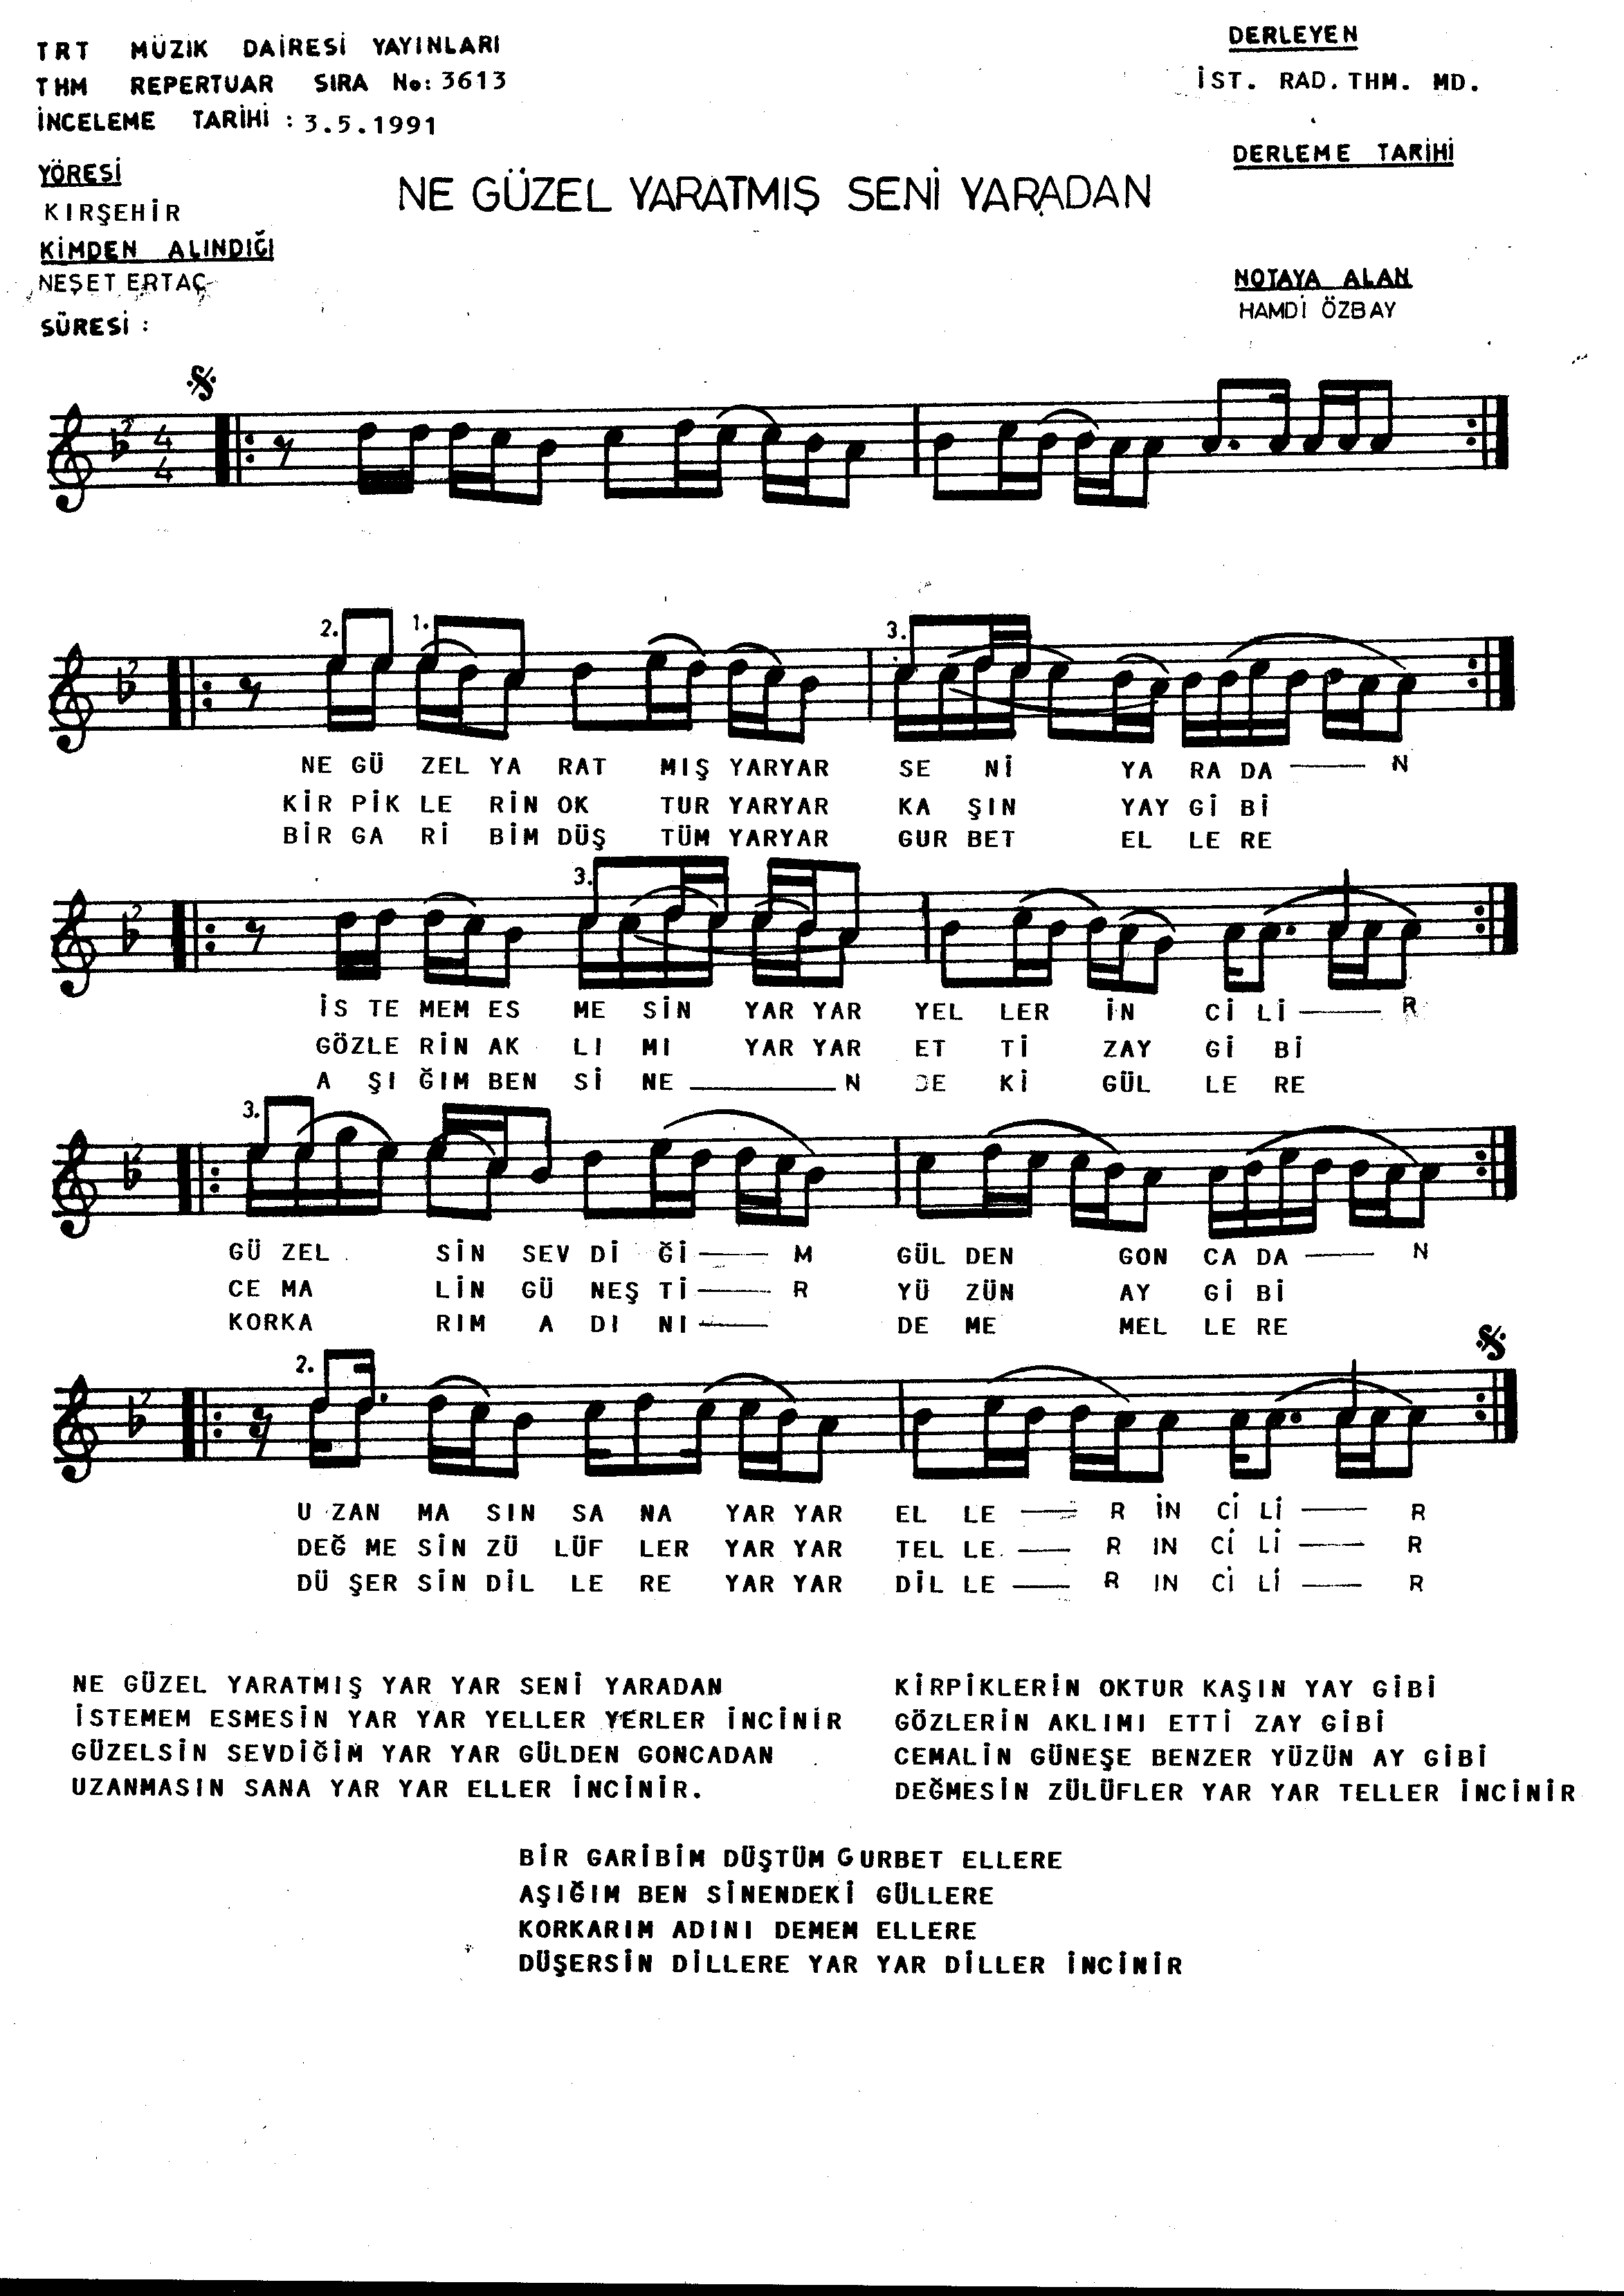 TRT MÜZİK DAİRESİ YAYINLARI
THM REPERTUAR SIRA No: 3613
İNCELEME TARİHİ : 3.5.1991
DERLEYEN
İST. RAD. THM. MD.
DERLEME TARİHİ
YÖRESİ
KIRŞEHİR
KİMDEN ALINDIĞI
NEŞET ERTAÇ
SÜRESİ :
NE GÜZEL YARATMIŞ SENİ YARADAN
NOTAYA ALAN
HAMDİ ÖZBAY
2
4
4
2. 1. 3.
2
NE GÜ ZEL YA RAT MIŞ YARYAR SE Nİ YA RA DA — N
KİR PİK LE RİN OK TUR YARYAR KA ŞIN YAY Gİ Bİ
BİR GA Rİ BİM DÜŞ TÜM YARYAR GUR BET EL LE RE
3.
2
İS TE MEM ES ME SİN YAR YAR YEL LER İN Cİ Lİ — R
GÖZLE RİN AK LI MI YAR YAR ET Tİ ZAY Gİ Bİ
A ŞI ĞIM BEN Sİ NE — N DE Kİ GÜL LE RE
3.
2
GÜ ZEL SİN SEV Dİ Ğİ — M GÜL DEN GON CA DA — N
CE MA LİN GÜ NEŞ Tİ — R YÜ ZÜN AY Gİ Bİ
KORKA RIM A DI NI — DE ME MEL LE RE
2.
2
U ZAN MA SIN SA NA YAR YAR EL LE — R İN Cİ Lİ — R
DEĞ ME SİN ZÜ LÜF LER YAR YAR TEL LE — R IN Cİ Lİ — R
DÜ ŞER SİN DİL LE RE YAR YAR DİL LE — R IN Cİ Lİ — R
NE GÜZEL YARATMIŞ YAR YAR SENİ YARADAN
İSTEMEM ESMESİN YAR YAR YELLER YERLER İNCİNİR
GÜZELSİN SEVDİĞİM YAR YAR GÜLDEN GONCADAN
UZANMASIN SANA YAR YAR ELLER İNCİNİR.
KİRPİKLERİN OKTUR KAŞIN YAY GİBİ
GÖZLERİN AKLIMI ETTİ ZAY GİBİ
CEMALİN GÜNEŞE BENZER YÜZÜN AY GİBİ
DEĞMESİN ZÜLÜFLER YAR YAR TELLER İNCİNİR
BİR GARİBİM DÜŞTÜM GURBET ELLERE
AŞIĞIM BEN SİNENDEKİ GÜLLERE
KORKARIM ADINI DEMEM ELLERE
DÜŞERSİN DİLLERE YAR YAR DİLLER İNCİNİR